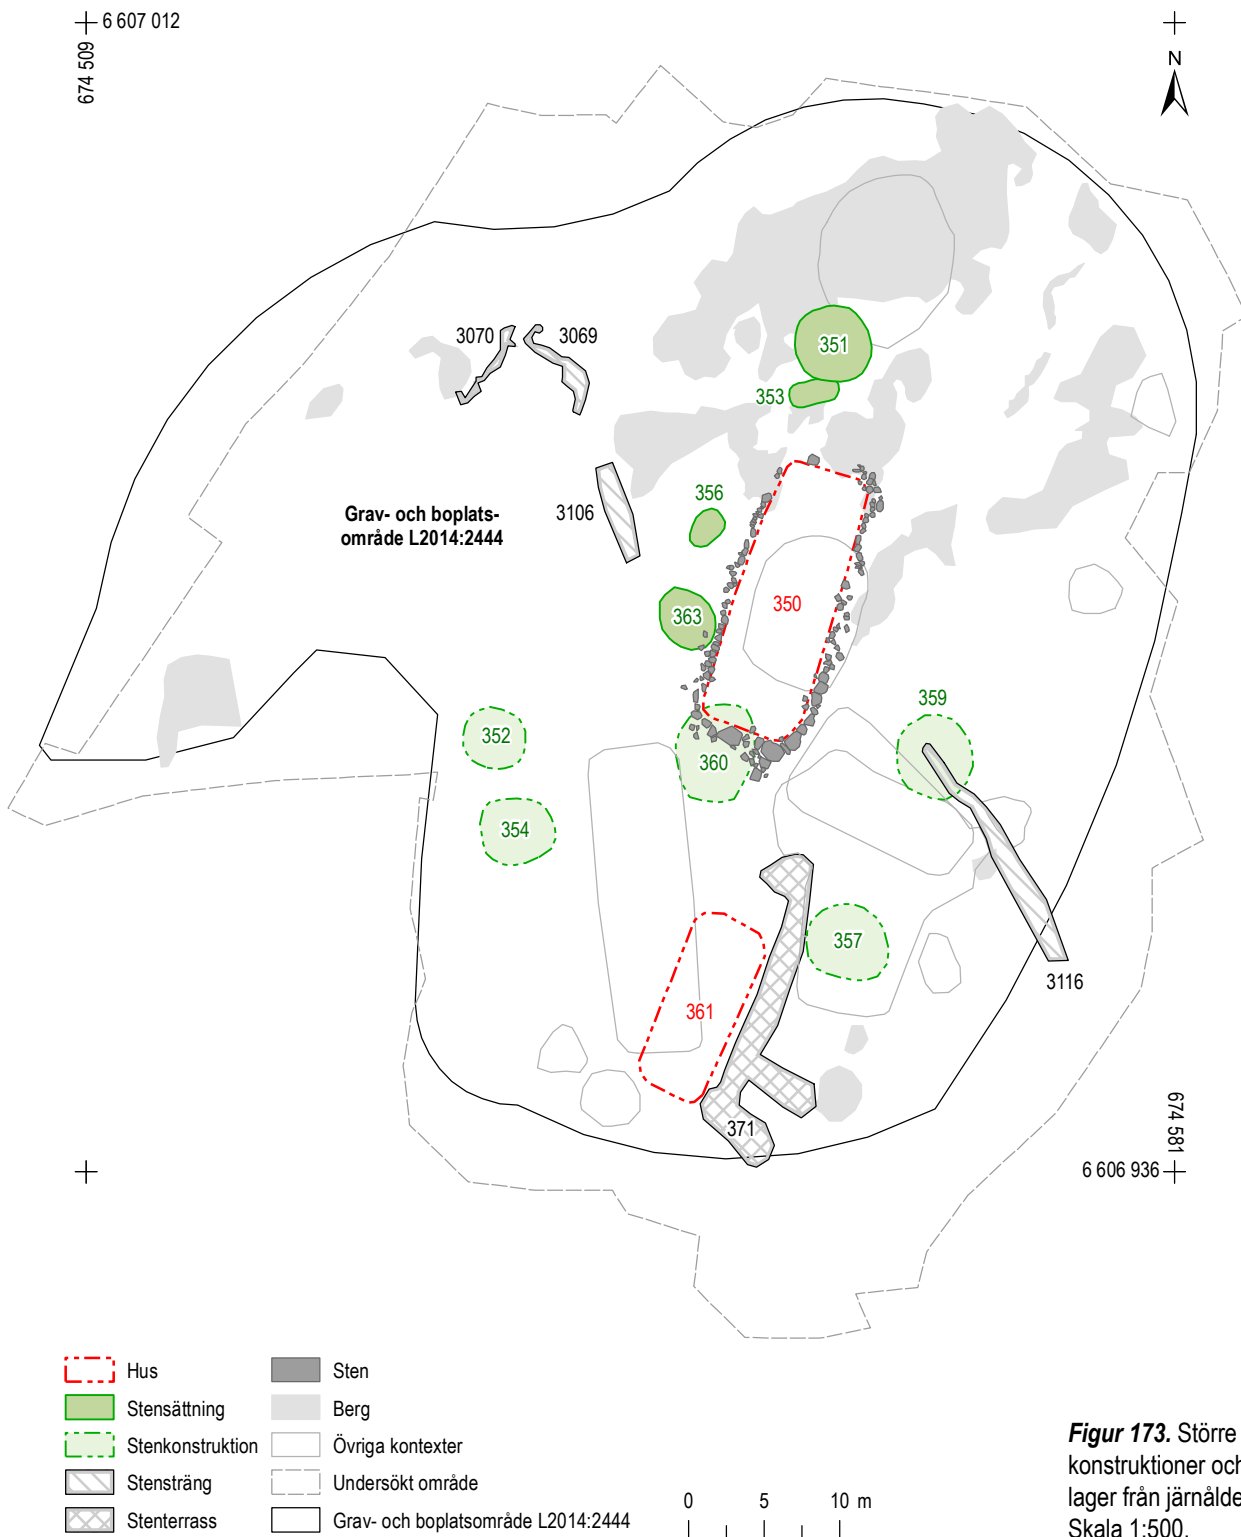 6 607 012
674 509
N
351
353
3070
3069
356
3106
Grav- och boplats-
område L2014:2444
350
363
359
352
360
354
357
3116
361
371
674 581
6 606 936
Hus
Stensättning
Stenkonstruktion
Stensträng
Stenterrass
Sten
Berg
Övriga kontexter
Undersökt område
Grav- och boplatsområde L2014:2444
0 5 10 m
Figur 173. Större
konstruktioner och
lager från järnålde
Skala 1:500.